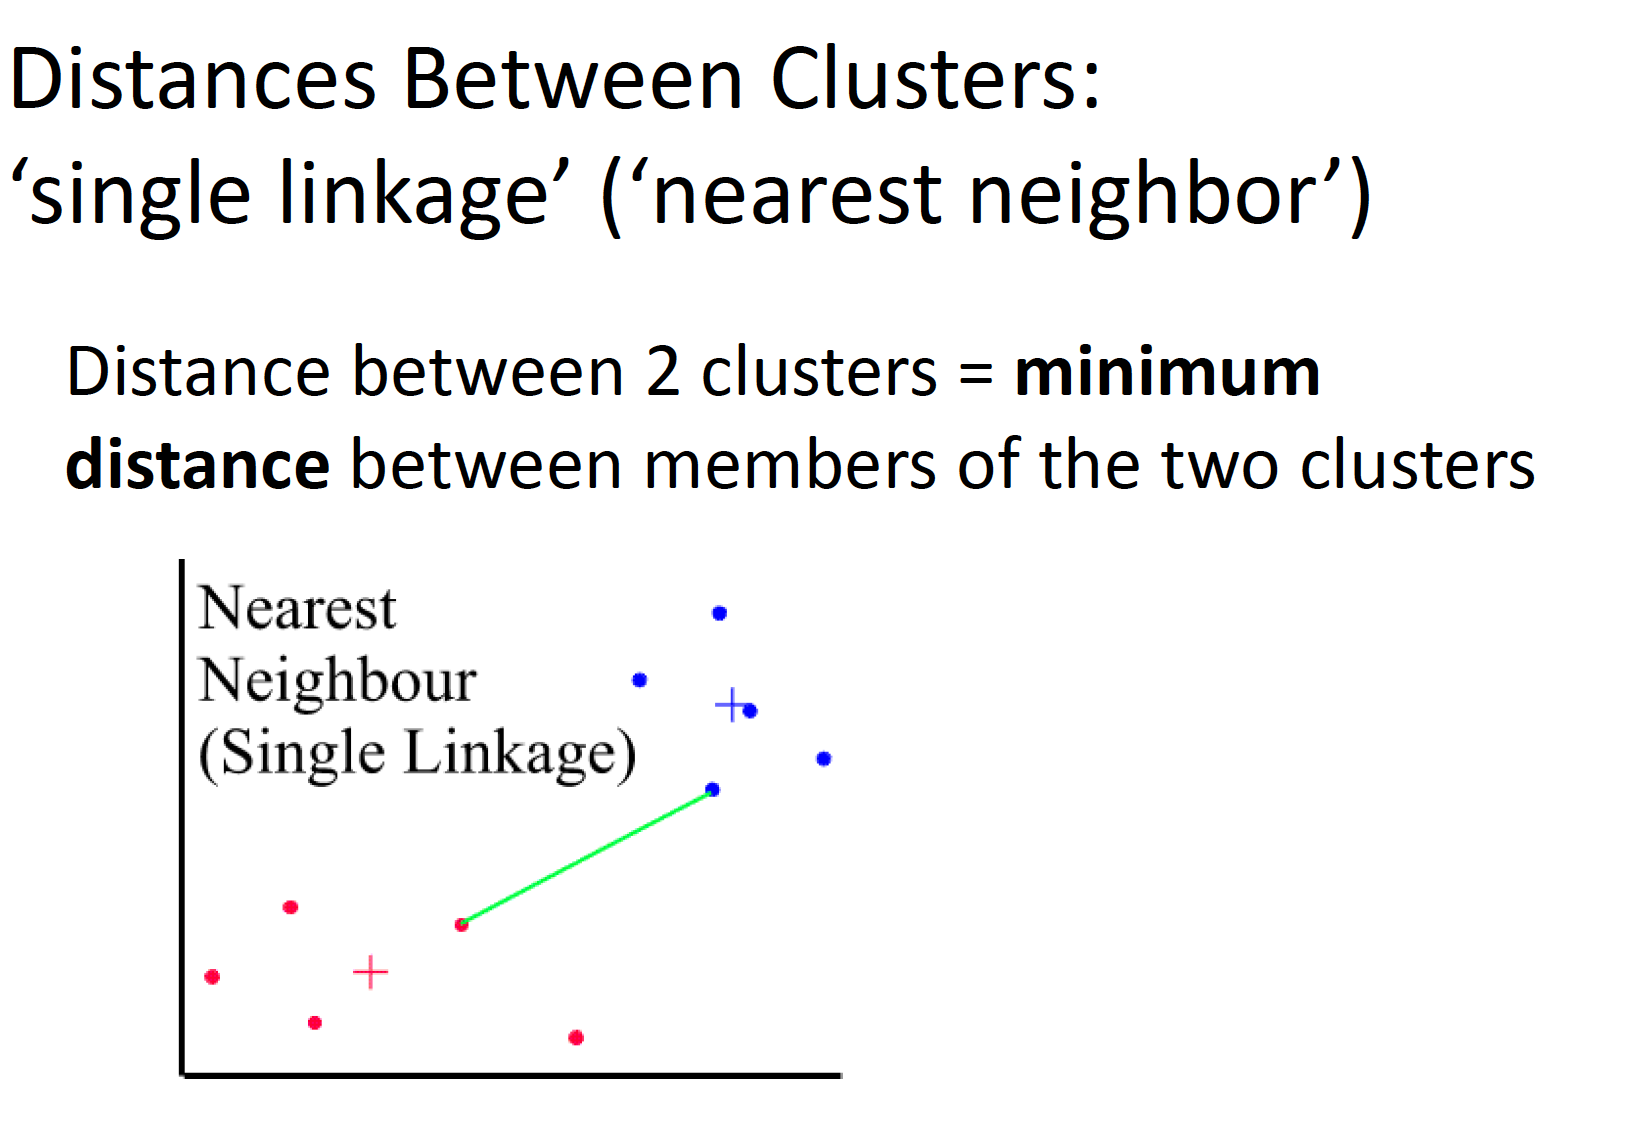 Distances Between Clusters:
‘single linkage’ (‘nearest neighbor’)
Distance between 2 clusters = minimum
distance between members of the two clusters
Nearest
Neighbour
(Single Linkage)